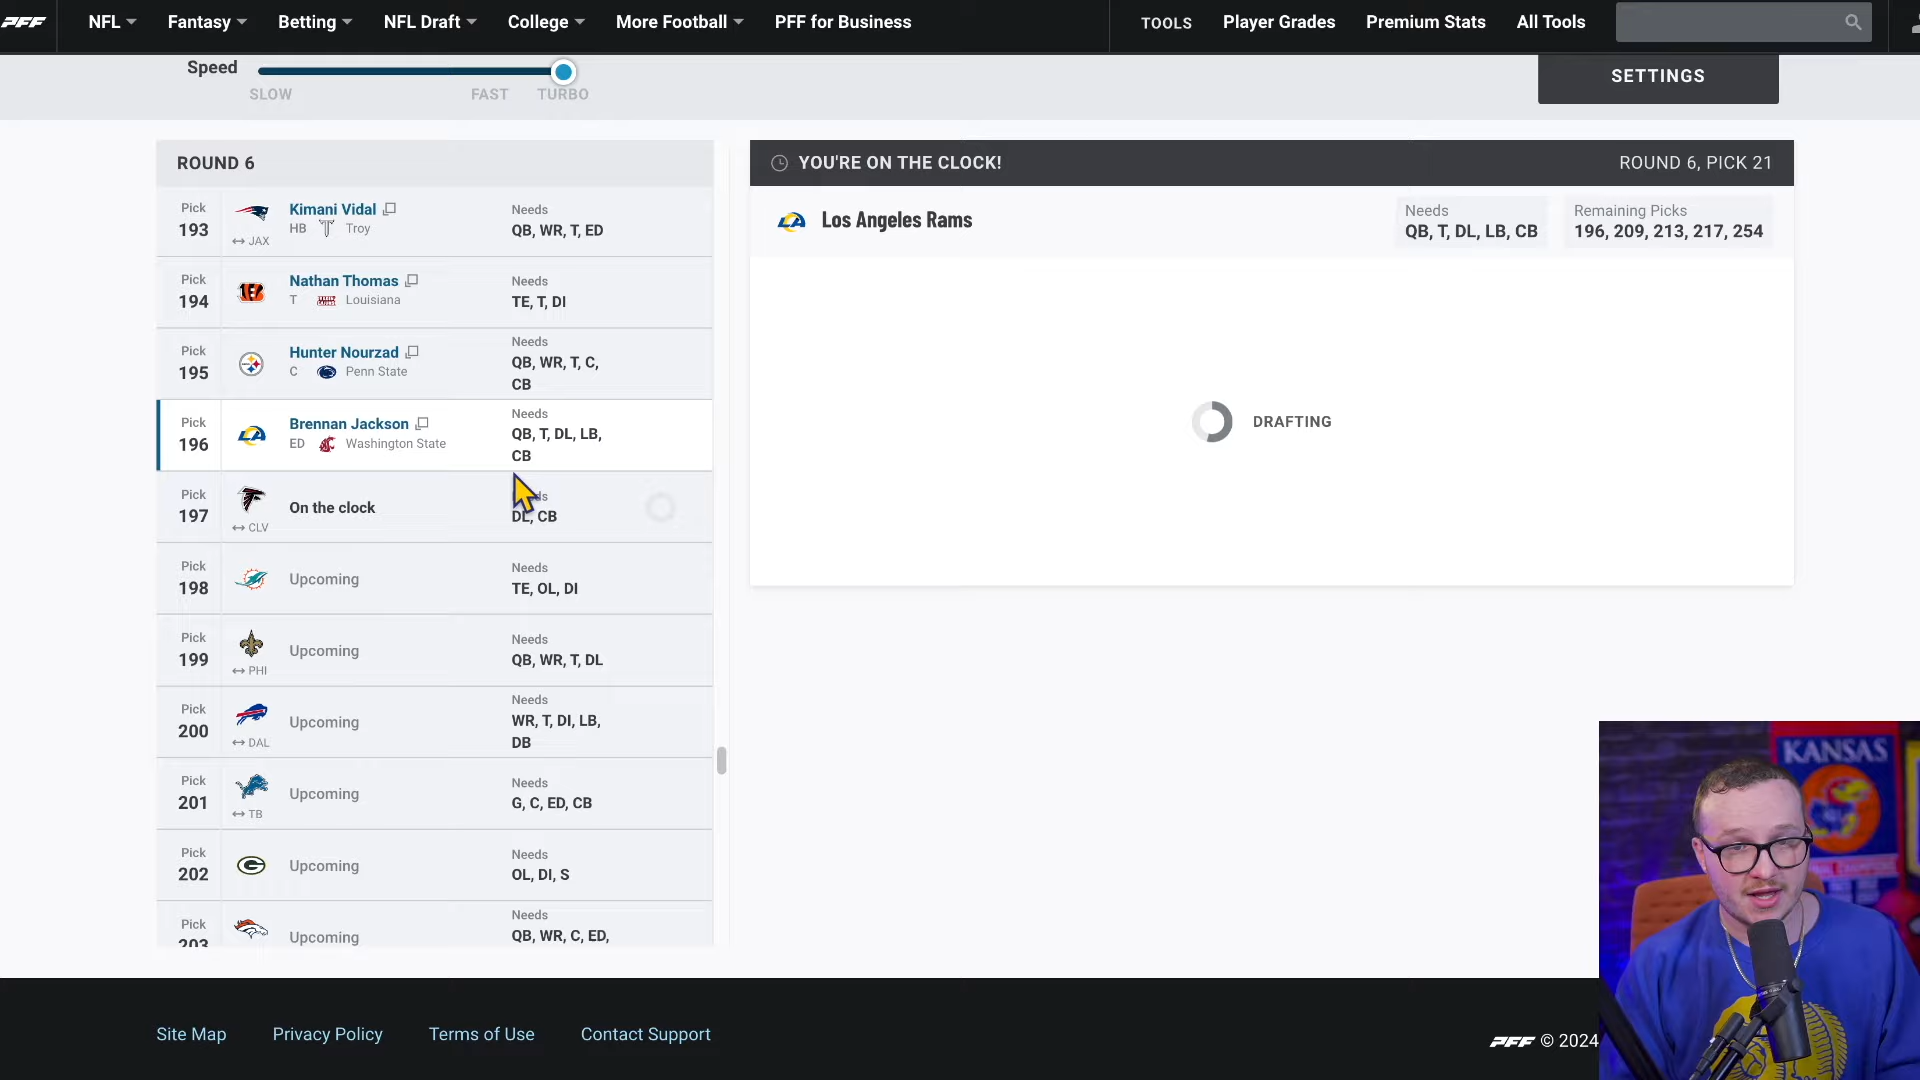 PFF
NFL
Fantasy
Betting
NFL Draft
College
More Football
PFF for Business
TOOLS
Player Grades
Premium Stats
All Tools
Speed
SLOW
FAST
TURBO
SETTINGS
ROUND 6
Pick
193
JAX
Kimani Vidal
HB Troy
Needs
QB, WR, T, ED
Pick
194
Nathan Thomas
T Louisiana
Needs
TE, T, DI
Pick
195
Hunter Nourzad
C Penn State
Needs
QB, WR, T, C,
CB
Pick
196
Brennan Jackson
ED Washington State
Needs
QB, T, DL, LB,
CB
Pick
197
CLV
On the clock
DL, CB
Pick
198
Upcoming
Needs
TE, OL, DI
Pick
199
PHI
Upcoming
Needs
QB, WR, T, DL
Pick
200
DAL
Upcoming
Needs
WR, T, DI, LB,
DB
Pick
201
TB
Upcoming
Needs
G, C, ED, CB
Pick
202
Upcoming
Needs
OL, DI, S
Pick
203
Upcoming
Needs
QB, WR, C, ED,
YOU'RE ON THE CLOCK!
ROUND 6, PICK 21
Los Angeles Rams
Needs
QB, T, DL, LB, CB
Remaining Picks
196, 209, 213, 217, 254
DRAFTING
KANSAS
Site Map
Privacy Policy
Terms of Use
Contact Support
PFF © 2024